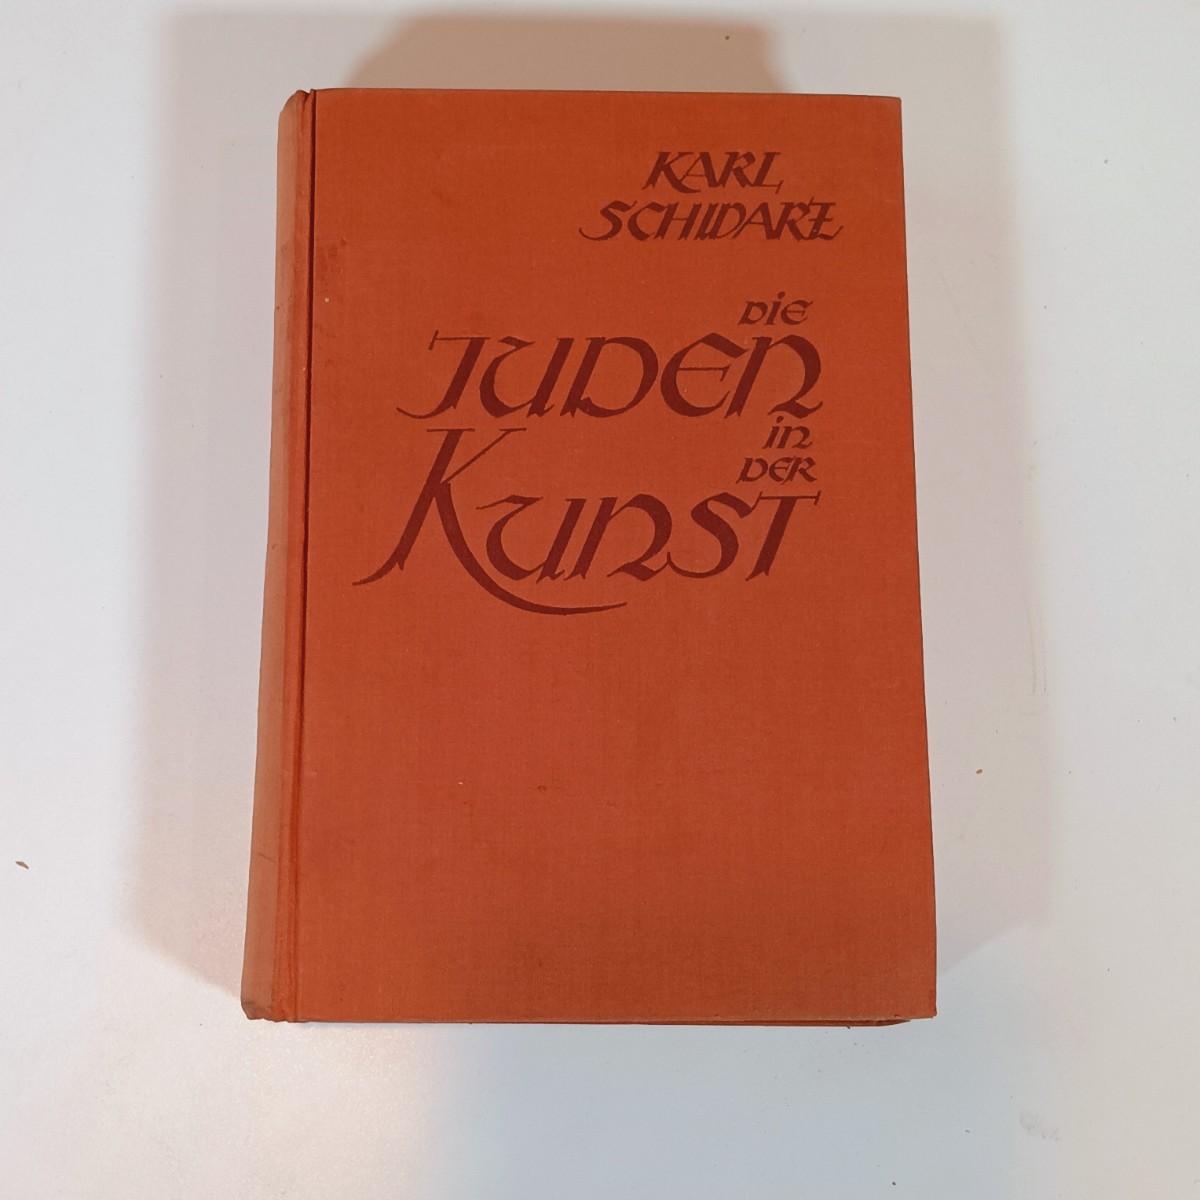 KARL
SCHWARZ
DIE
JUDEN
IN
DER
KUNST